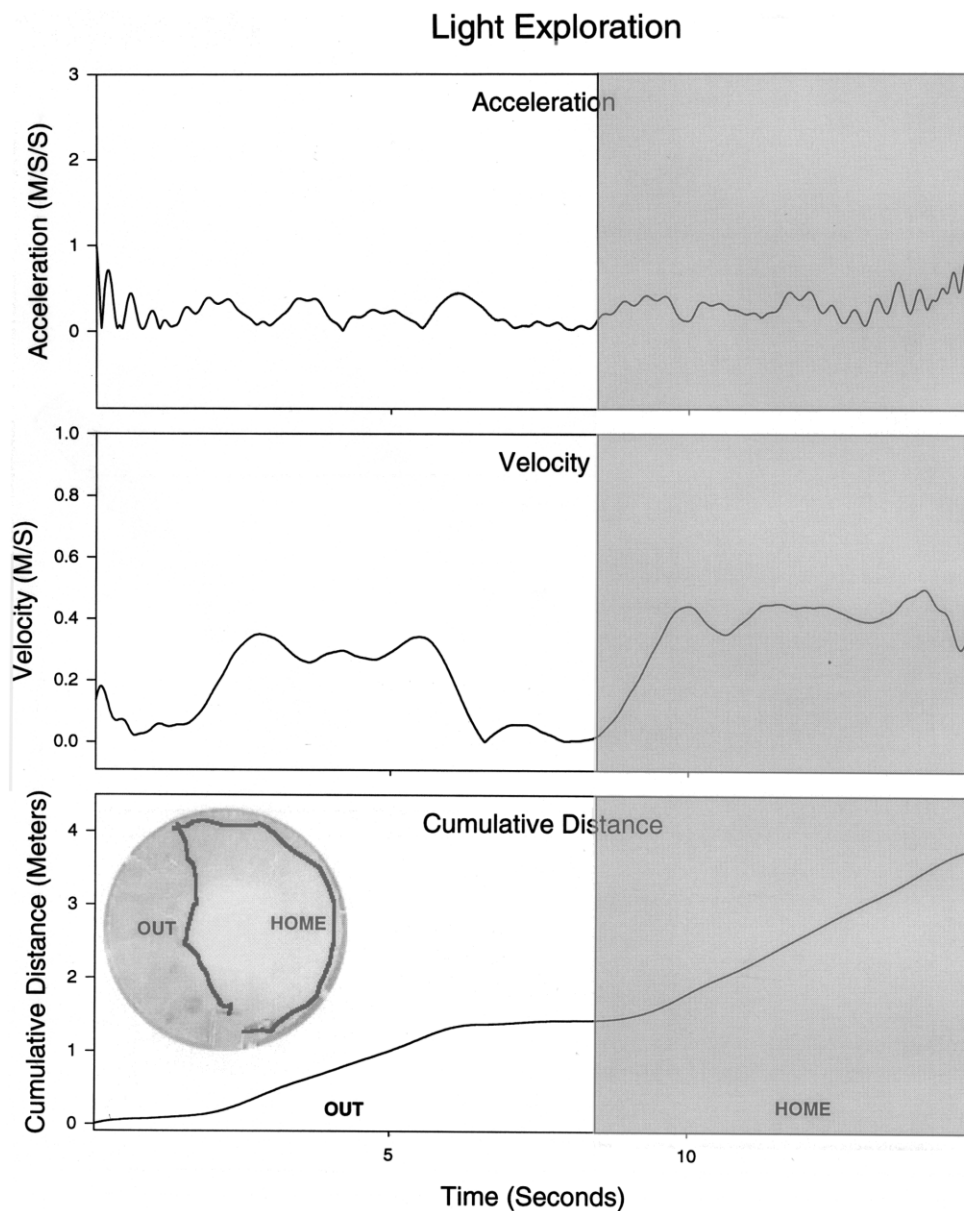 Light Exploration
Acceleration
Acceleration (M/S/S)
3
2
1
0
Velocity
Velocity (M/S)
1.0
0.8
0.6
0.4
0.2
0.0
Cumulative Distance
Cumulative Distance (Meters)
4
3
2
1
0
OUT
HOME
OUT
HOME
5
10
Time (Seconds)